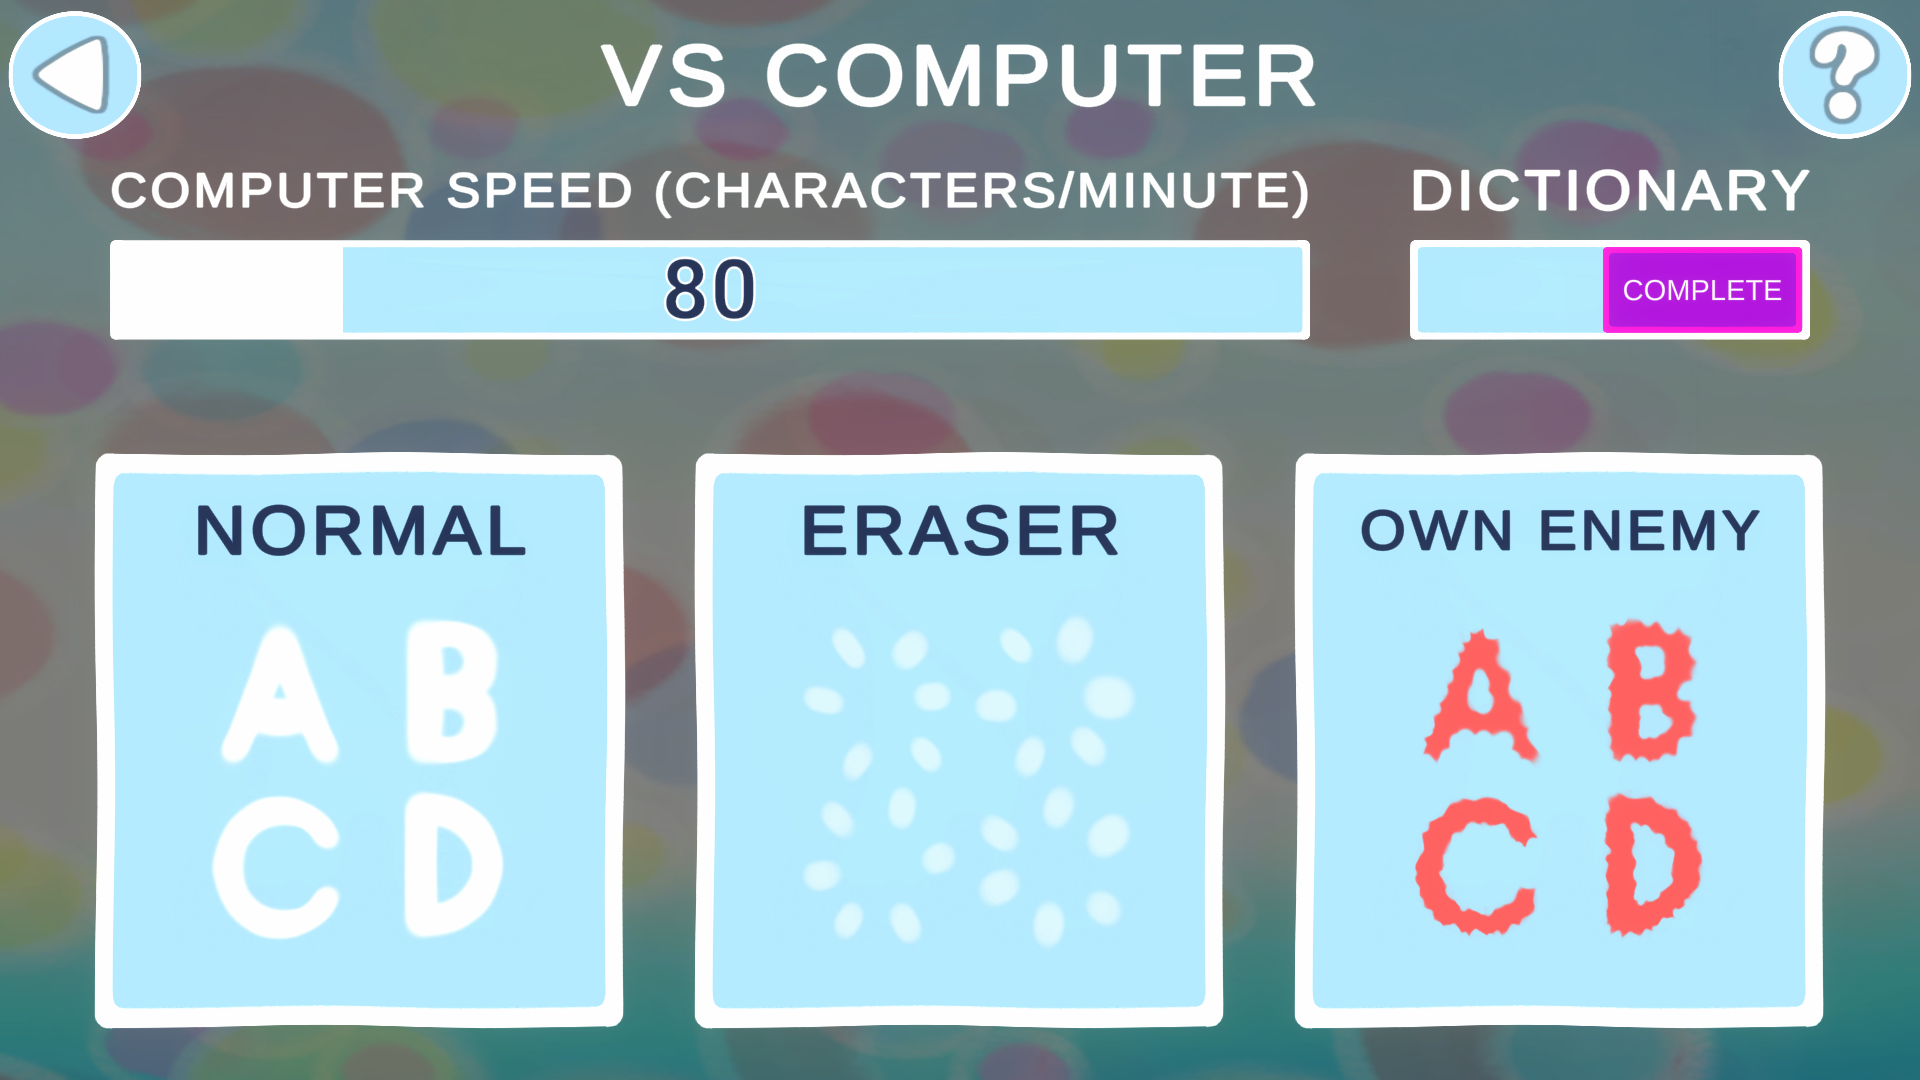 VS COMPUTER
?
COMPUTER SPEED (CHARACTERS/MINUTE)
DICTIONARY
80
COMPLETE
NORMAL
ERASER
OWN ENEMY
A B
C D
A B
C D